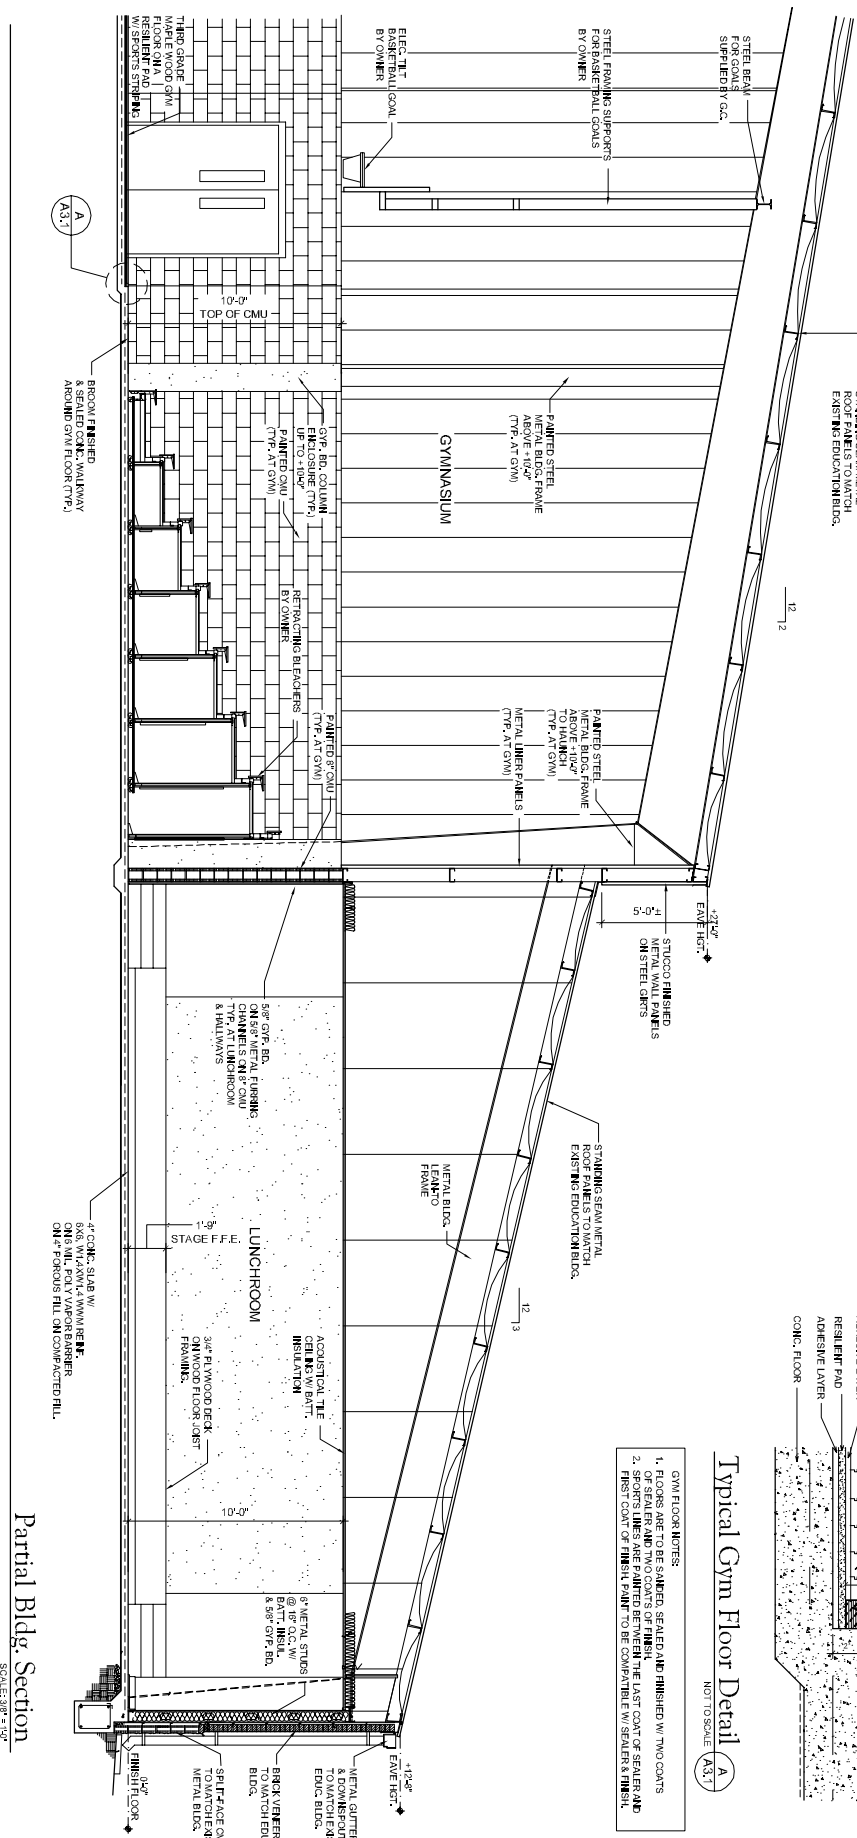 STEEL BEAM
FOR GOALS
SUPPLIED BY G.C.
STEEL FRAMING SUPPORTS
FOR BASKETBALL GOALS
BY OWNER
ELEC. TILT
BASKETBALL GOAL
BY OWNER
THIRD GRADE
MAPLE WOOD GYM
FLOOR ON A
RESILIENT PAD
W/ SPORTS STRIPING
A
A3.1
10'-0"
TOP OF CMU
ROOF PANELS TO MATCH
EXISTING EDUCATION BLDG.
12
2
PAINTED STEEL
METAL BLDG. FRAME
ABOVE +10'-0"
(TYP. AT GYM)
GYMNASIUM
GYP. BD. COLUMN
ENCLOSURE (TYP.)
UP TO +10'-0"
PAINTED CMU
(TYP. AT GYM)
BROOM FINISHED
& SEALED CONC. WALKWAY
AROUND GYM FLOOR (TYP.)
RETRACTING BLEACHERS
BY OWNER
PAINTED STEEL
METAL BLDG. FRAME
ABOVE +10'-0"
TO HAUNCH
(TYP. AT GYM)
METAL LINER PANELS
(TYP. AT GYM)
PAINTED 8" CMU
(TYP. AT GYM)
+27'-0"
EAVE HGT.
5'-0"±
STUCCO FINISHED
METAL WALL PANELS
ON STEEL GIRTS
5/8" GYP. BD.
ON 5/8" METAL FURRING
CHANNELS ON 8" CMU
TYP. AT LUNCHROOM
& HALLWAYS
STANDING SEAM METAL
ROOF PANELS TO MATCH
EXISTING EDUCATION BLDG.
METAL BLDG.
LEAN-TO
FRAME
12
3
1'-9"
STAGE F.F.E.
LUNCHROOM
4" CONC. SLAB W/
6X6, W1.4XW1.4 WWM REINF.
ON 6 MIL. POLY VAPOR BARRIER
ON 4" POROUS FILL ON COMPACTED FILL.
ACOUSTICAL TILE
CEILING W/ BATT.
INSULATION
3/4" PLYWOOD DECK
ON WOOD FLOOR JOIST
FRAMING.
10'-0"
6" METAL STUDS
@ 16" O.C. W/
BATT. INSUL.
& 5/8" GYP. BD.
+12'-8"
EAVE HGT.
METAL GUTTER
& DOWNSPOUT
TO MATCH
EDUC. BLDG.
BRICK VENEER
TO MATCH
BLDG.
SPLIT-FACE
TO MATCH
METAL BLDG.
0'-0"
FINISH FLOOR
Partial Bldg. Section
SCALE: 3/8" = 1'-0"
RESILIENT PAD
ADHESIVE LAYER
CONC. FLOOR
Typical Gym Floor Detail
NOT TO SCALE
A
A3.1
GYM FLOOR NOTES:
1. FLOORS ARE TO BE SANDED, SEALED AND FINISHED W/ TWO COATS
OF SEALER AND TWO COATS OF FINISH.
2. SPORTS LINES ARE PAINTED BETWEEN THE LAST COAT OF SEALER AND
FIRST COAT OF FINISH. PAINT TO BE COMPATIBLE W/ SEALER & FINISH.